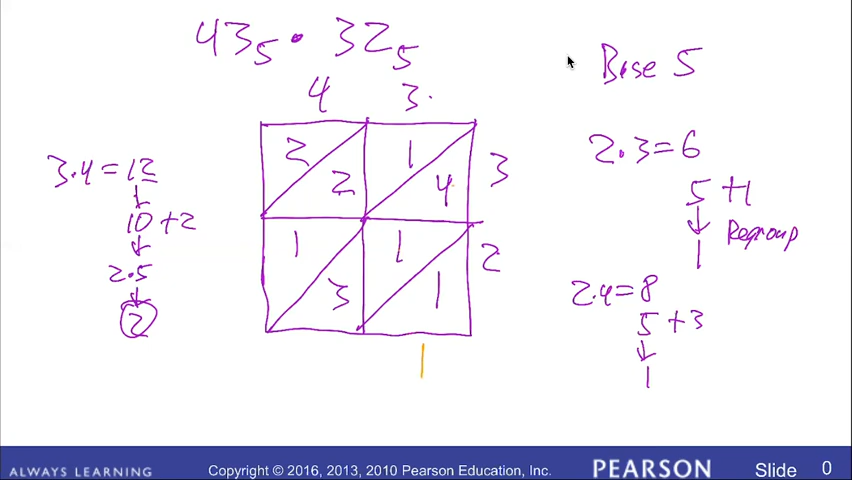 43₅ • 32₅
Base 5
4 3
2 1
2 4 3
1 1 2
3 1
1
3.4=12
10+2
2.5
2
2.3=6
5+1
Regroup
1
2.4=8
5+3
1
ALWAYS LEARNING
Copyright © 2016, 2013, 2010 Pearson Education, Inc.
PEARSON
Slide 0